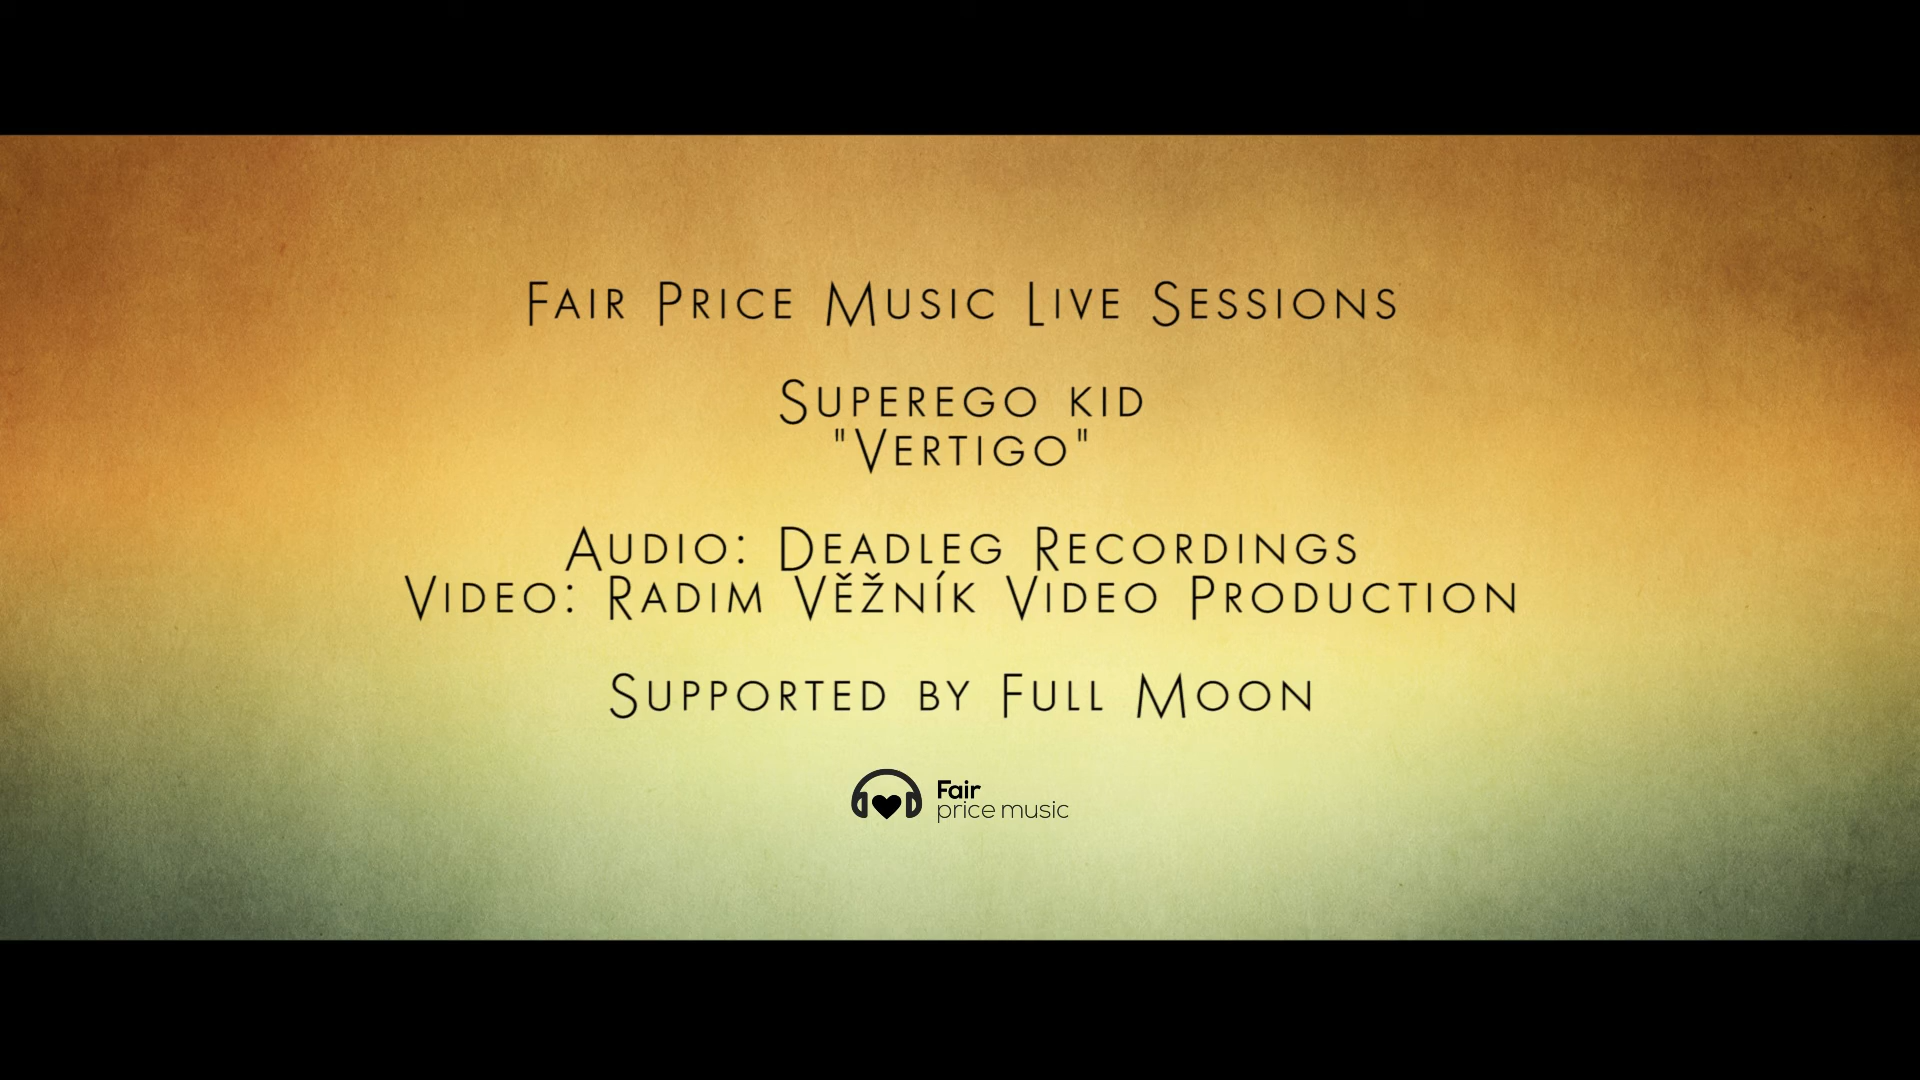 Fair Price Music Live Sessions
Superego kid
"Vertigo"
Audio: Deadleg Recordings
Video: Radim Věžník Video Production
Supported by Full Moon
Fair
price music